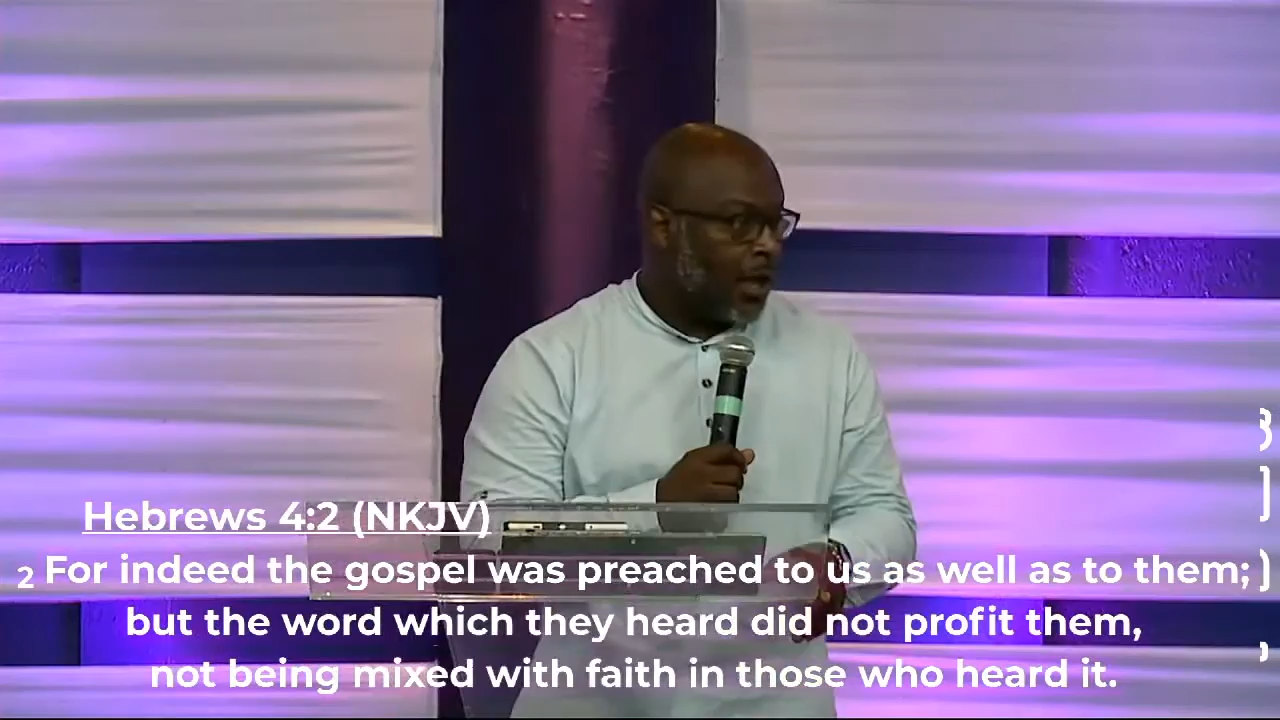 Hebrews 4:2 (NKJV)
2 For indeed the gospel was preached to us as well as to them;
but the word which they heard did not profit them,
not being mixed with faith in those who heard it.